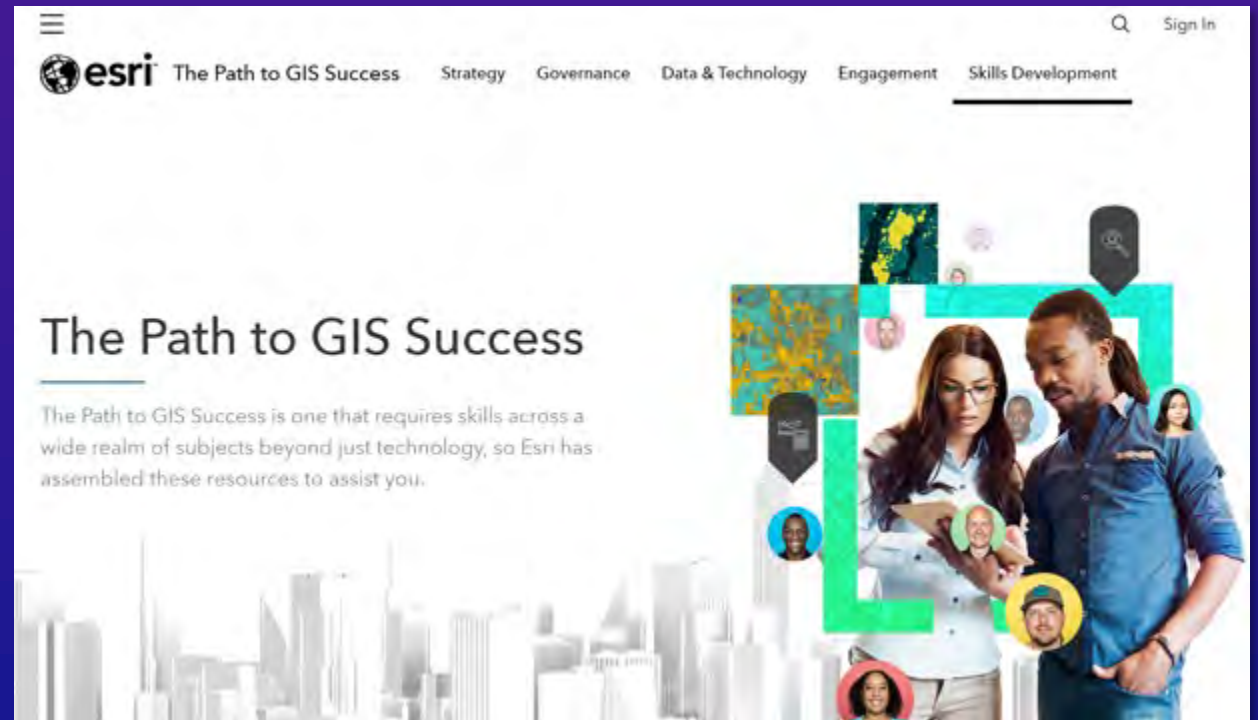 Sign In
esri The Path to GIS Success Strategy Governance Data & Technology Engagement Skills Development
The Path to GIS Success
The Path to GIS Success is one that requires skills across a
wide realm of subjects beyond just technology, so Esri has
assembled these resources to assist you.